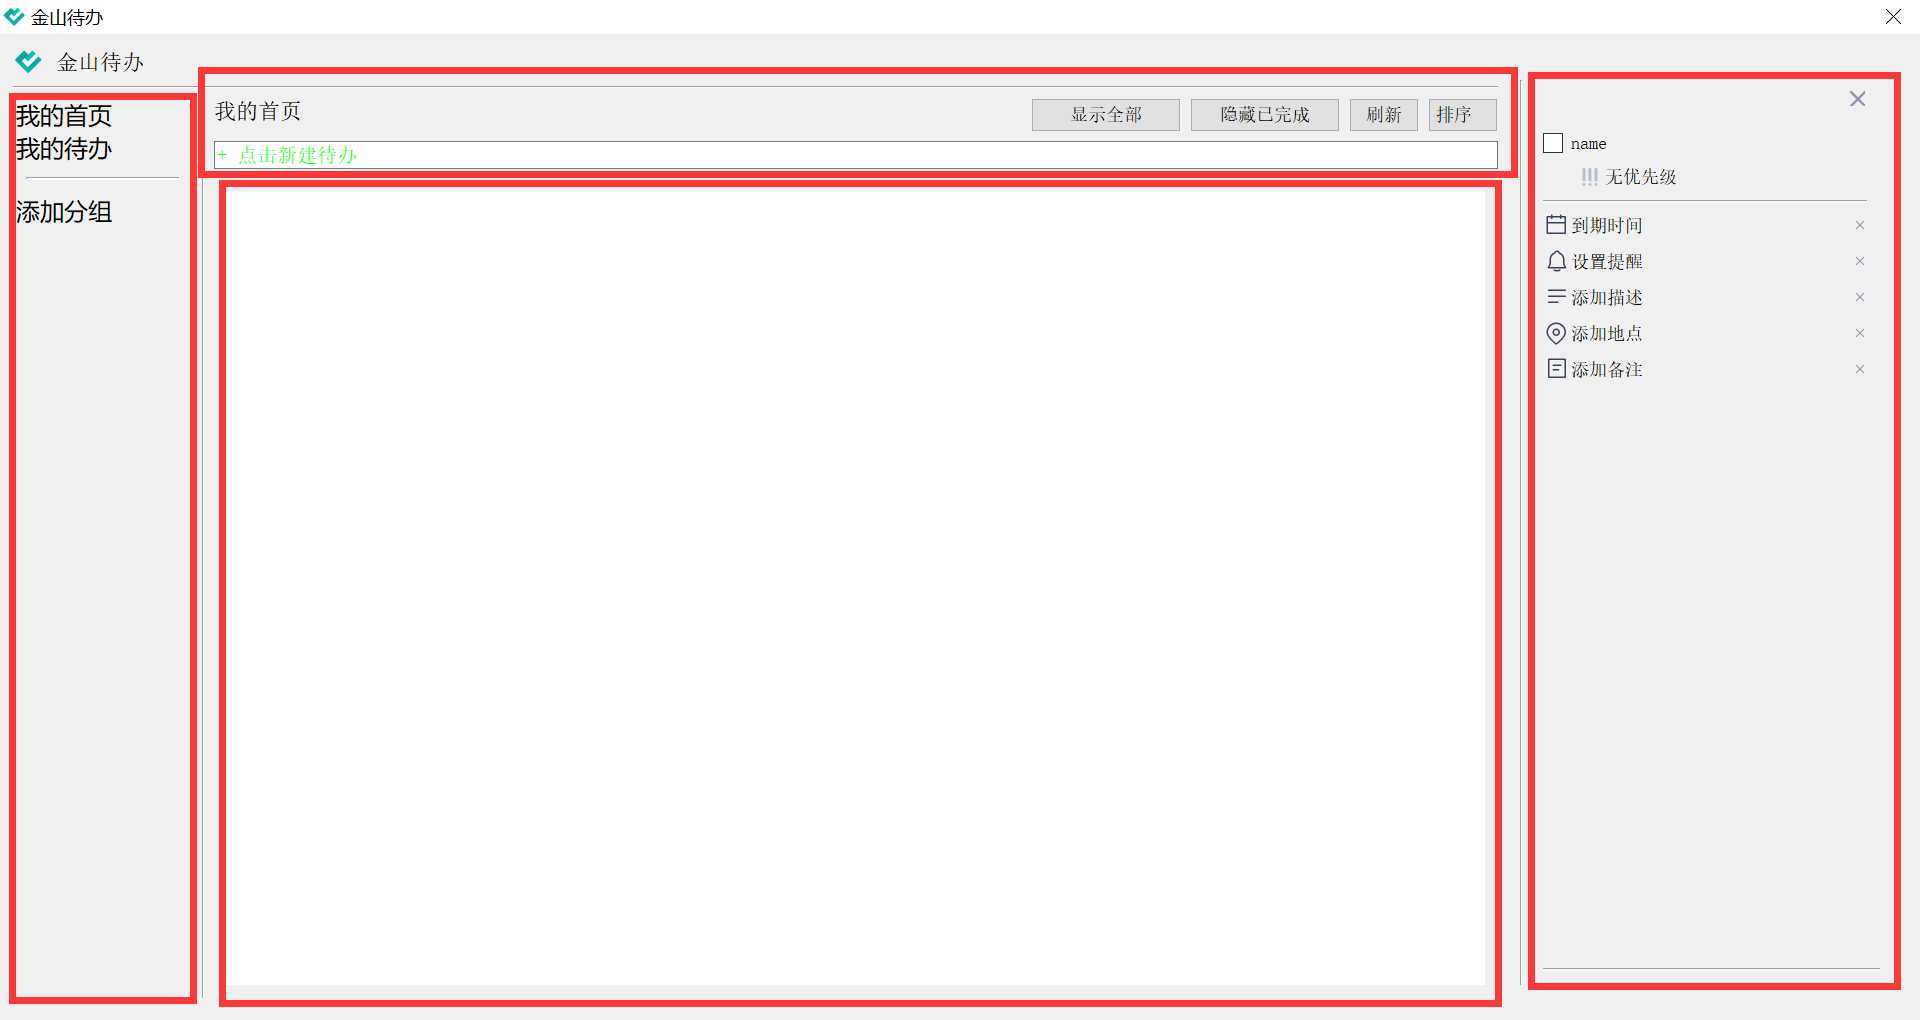 金山待办
金山待办
我的首页
我的待办
添加分组
我的首页
显示全部
隐藏已完成
刷新
排序
+ 点击新建待办
name
无优先级
到期时间
设置提醒
添加描述
添加地点
添加备注